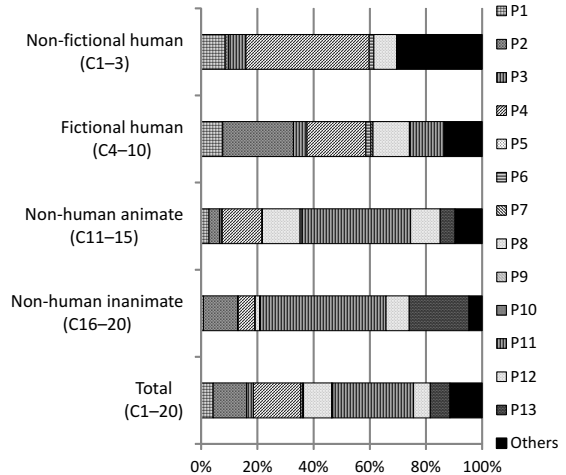 Non-fictional human
(C1–3)
Fictional human
(C4–10)
Non-human animate
(C11–15)
Non-human inanimate
(C16–20)
Total
(C1–20)
0% 20% 40% 60% 80% 100%
P1
P2
P3
P4
P5
P6
P7
P8
P9
P10
P11
P12
P13
Others